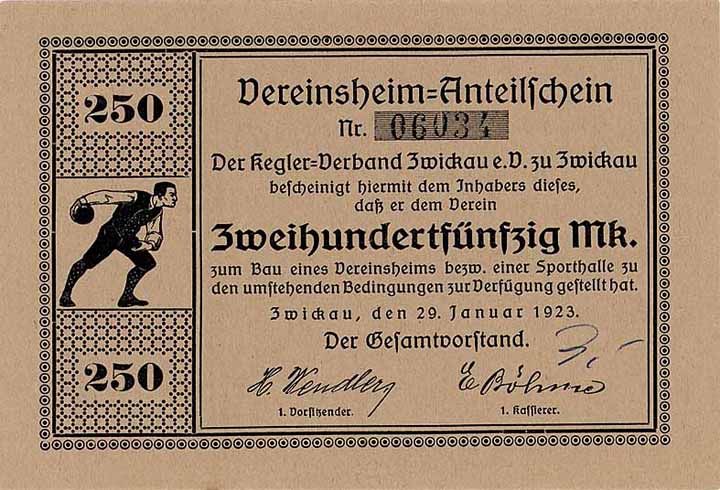 250
Vereinsheim=Anteilschein
Nr. 06034
Der Kegler=Verband Zwickau e.V. zu Zwickau
bescheinigt hiermit dem Inhabers dieses,
daß er dem Verein
Zweihundertfünfzig Mk.
zum Bau eines Vereinsheims bezw. einer Sporthalle zu
den umstehenden Bedingungen zur Verfügung gestellt hat.
Zwickau, den 29. Januar 1923.
Der Gesamtvorstand.
250
H. Wendler
E. Böhme
1. Vorsitzender.
1. Kassierer.